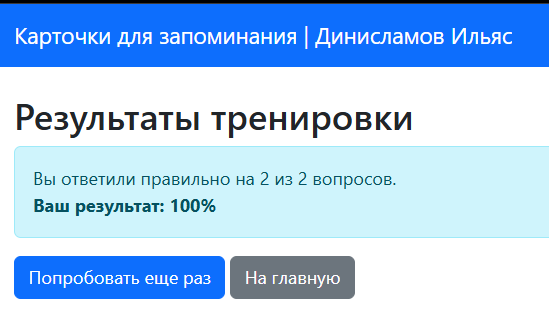 Карточки для запоминания | Динисламов Ильяс
Результаты тренировки
Вы ответили правильно на 2 из 2 вопросов.
Ваш результат: 100%
Попробовать еще раз
На главную